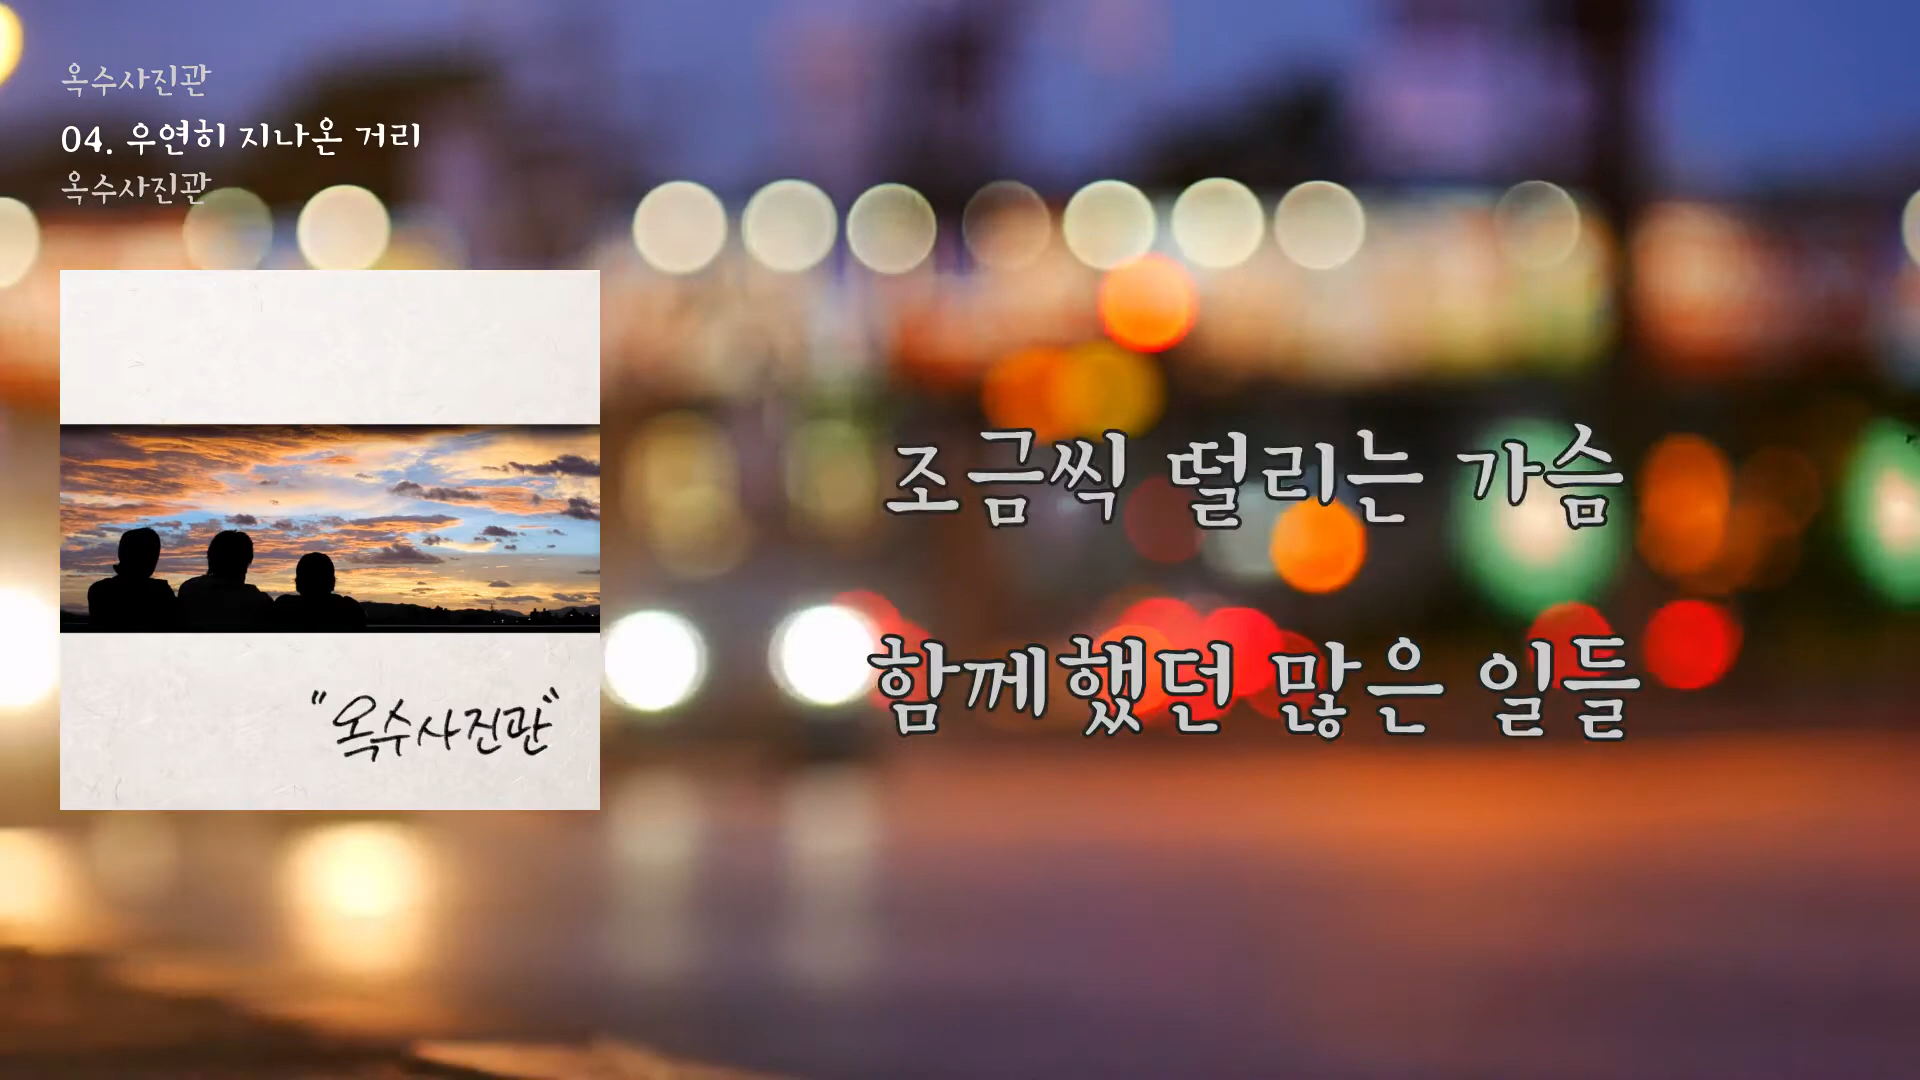 옥수사진관
04. 우연히 지나온 거리
옥수사진관
"옥수사진관"
조금씩 떨리는 가슴
함께했던 많은 일들